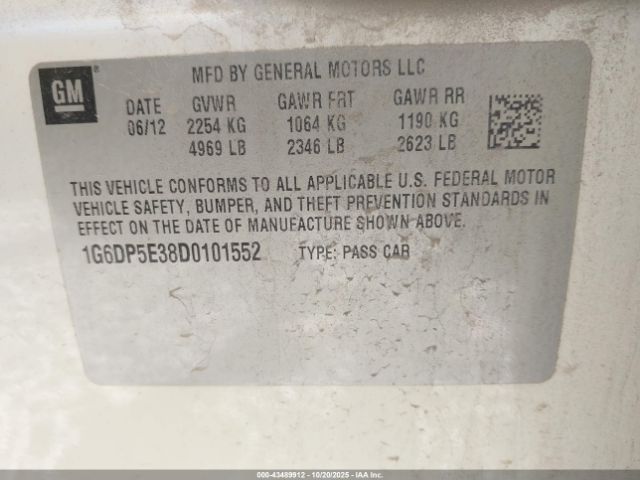 GM
MFD BY GENERAL MOTORS LLC
DATE GVWR GAWR FRT GAWR RR
06/12 2254 KG 1064 KG 1190 KG
4969 LB 2346 LB 2623 LB
THIS VEHICLE CONFORMS TO ALL APPLICABLE U.S. FEDERAL MOTOR
VEHICLE SAFETY, BUMPER, AND THEFT PREVENTION STANDARDS IN
EFFECT ON THE DATE OF MANUFACTURE SHOWN ABOVE.
1G6DP5E38D0101552 TYPE: PASS CAR
000-43489912 - 10/20/2025 - IAA Inc.